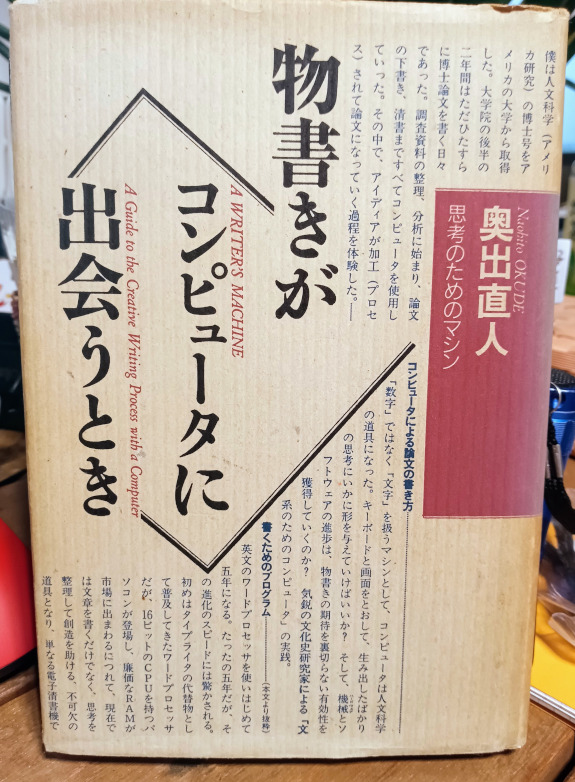 僕は人文科学(アメリ
カ研究)の博士号をア
メリカの大学から取得
した。大学院の後半の
二年間はただひたすら
に博士論文を書く日々
であった。調査資料の整理、分析に始まり、論文
の下書き、清書まですべてコンピュータを使用し
ていった。その中で、アイディアが加工(プロセ
ス)されて論文になっていく過程を体験した。——
物書きが
コンピュータに
出会うとき
A WRITER'S MACHINE
A Guide to the Creative Writing Process with a Computer
Naohito OKUDE
奥出直人
思考のためのマシン
コンピュータによる論文の書き方
「数字」ではなく「文字」を扱うマシンとして、コンピュータは人文科学
の道具になった。キーボードと画面をとおして、生み出したばかり
の思考にいかに形を与えていけばいいか? そして、機械とソ
フトウェアの進歩は、物書きの期待を裏切らない有効性を
獲得していくのか? 気鋭の文化史研究家による「文
系のためのコンピュータ」の実践。
書くためのプログラム
(本文より抜粋)
英文のワードプロセッサを使いはじめて
五年になる。たったの五年だが、そ
の進化のスピードには驚かされる。
初めはタイプライタの代替物とし
て普及してきたワードプロセッサ
だが、16ビットのCPUを持つパ
ソコンが登場し、廉価なRAMが
市場に出まわるにつれて、現在で
は文章を書くだけでなく、思考を
整理して創造を助ける、不可欠の
道具となり、単なる電子清書機で